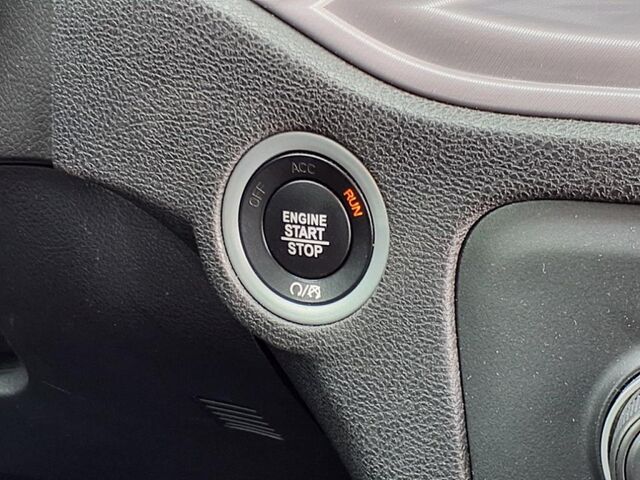 OFF
ACC
RUN
ENGINE
START
STOP